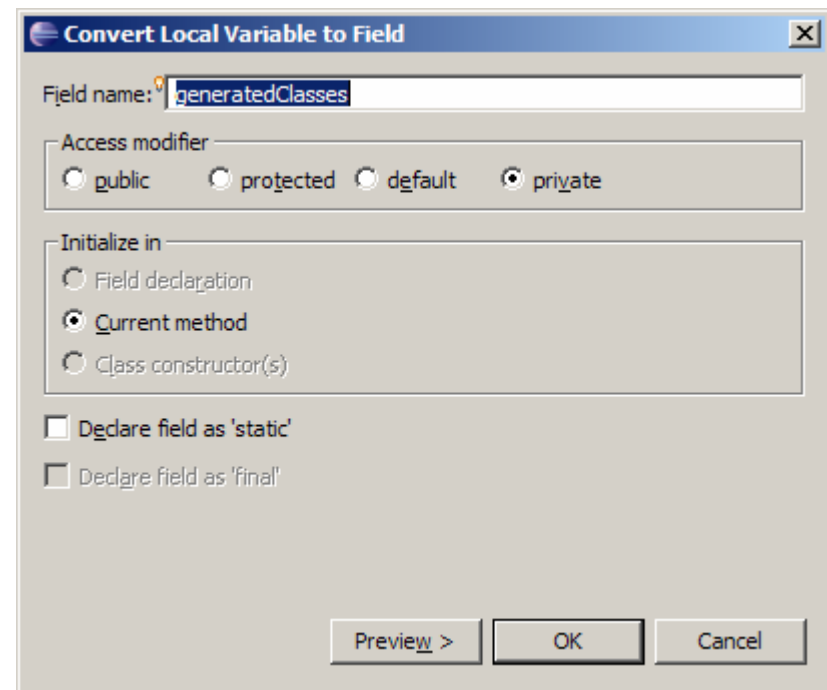 Convert Local Variable to Field
Field name: generatedClasses
Access modifier
public protected default private
Initialize in
Field declaration
Current method
Class constructor(s)
Declare field as 'static'
Declare field as 'final'
Preview > OK Cancel